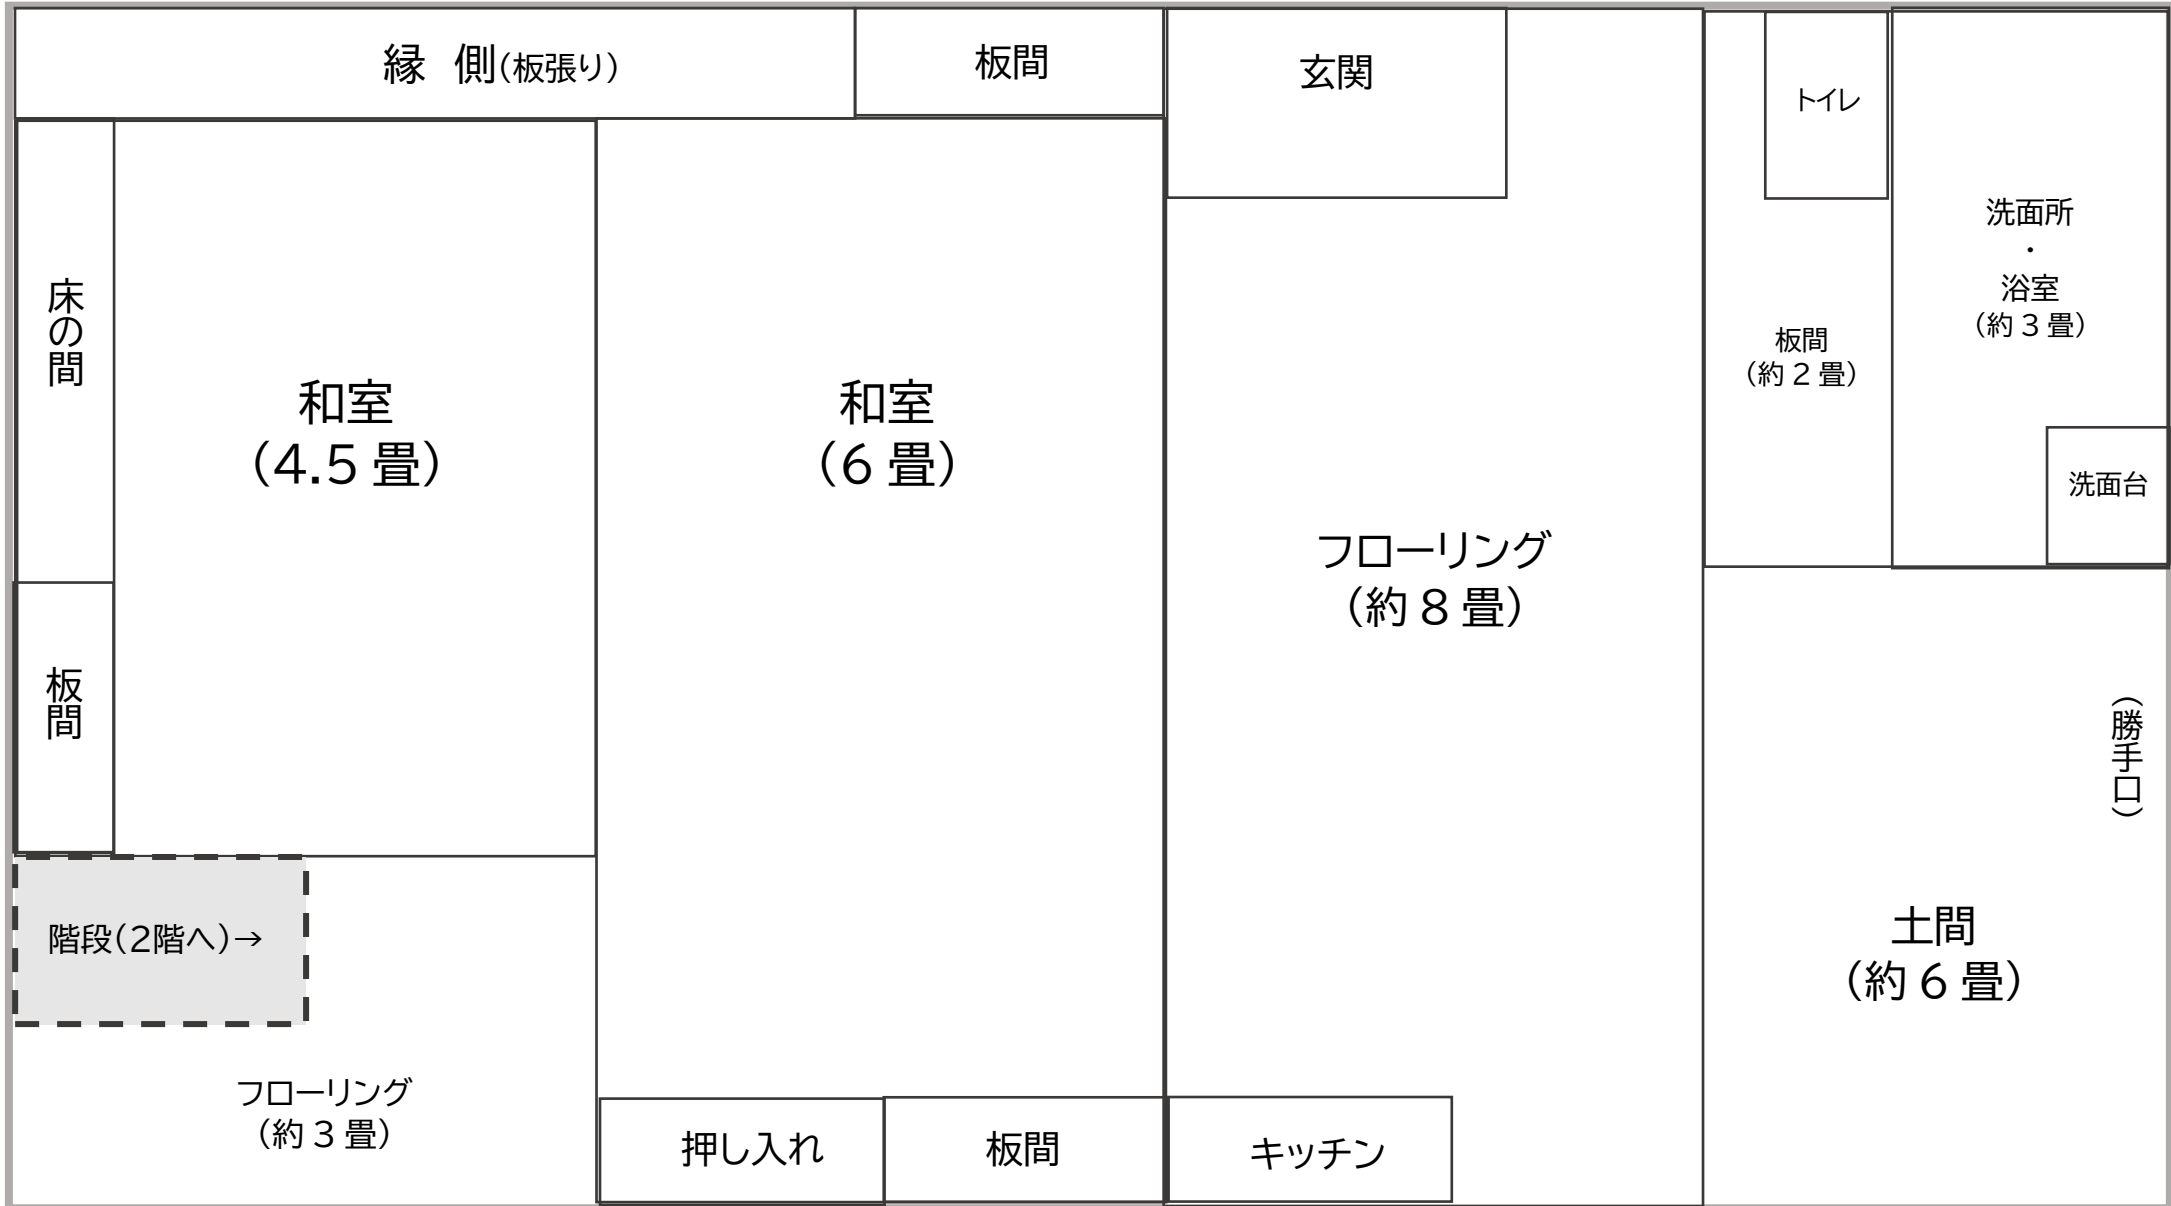 縁　側(板張り)
板間
玄関
トイレ
洗面所
・
浴室
(約3畳)
床の間
和室
(4.5畳)
和室
(6畳)
板間
(約2畳)
洗面台
フローリング
(約8畳)
板間
(勝手口)
階段(2階へ)→
土間
(約6畳)
フローリング
(約3畳)
押し入れ
板間
キッチン